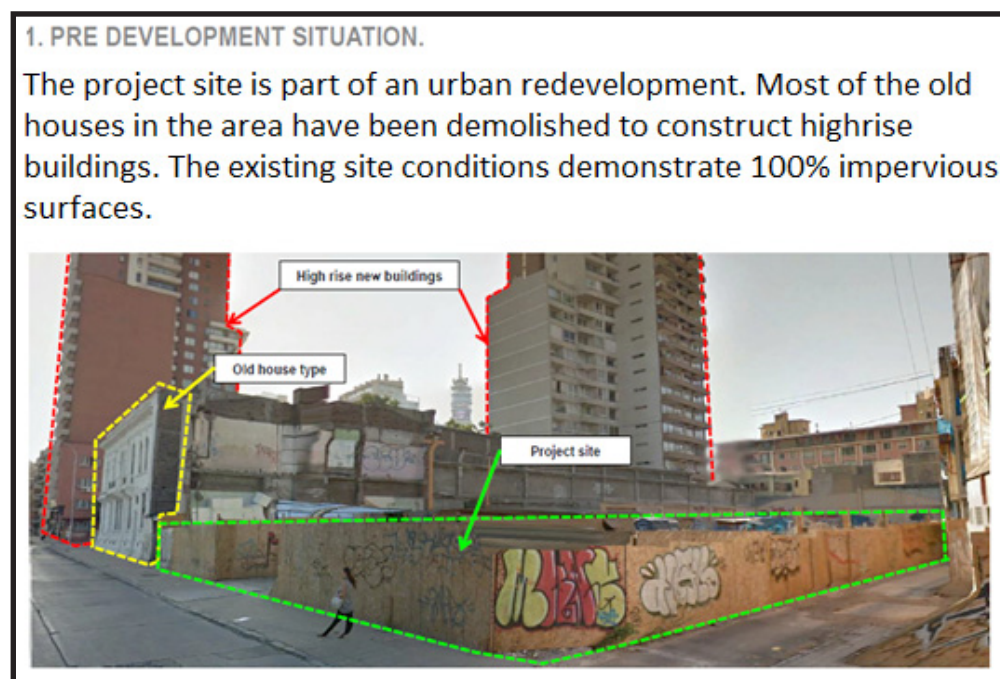 1. PRE DEVELOPMENT SITUATION.
The project site is part of an urban redevelopment. Most of the old
houses in the area have been demolished to construct highrise
buildings. The existing site conditions demonstrate 100% impervious
surfaces.
High rise new buildings
Old house type
Project site